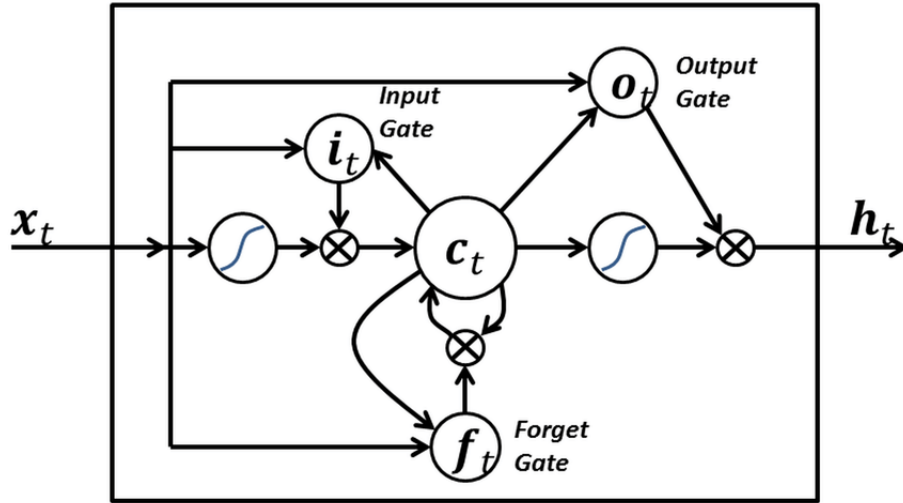 Output
Gate
o_t
Input
Gate
i_t
x_t
c_t
h_t
f_t
Forget
Gate